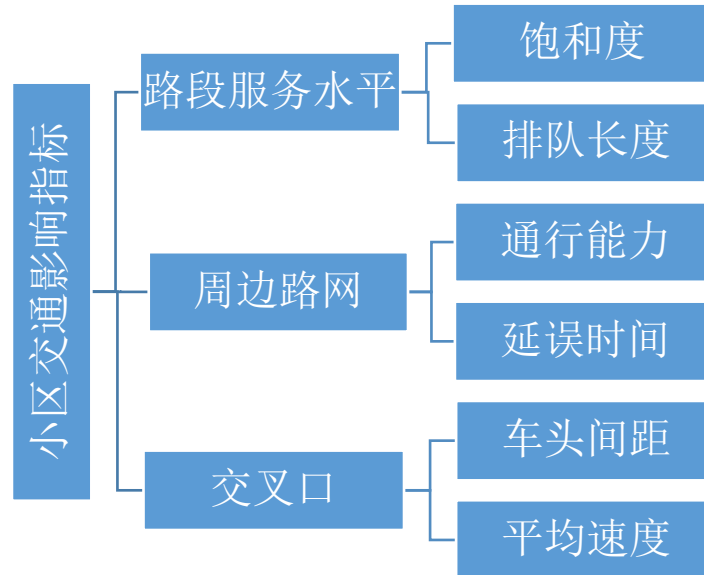 小区交通影响指标
路段服务水平
饱和度
排队长度
周边路网
通行能力
延误时间
交叉口
车头间距
平均速度